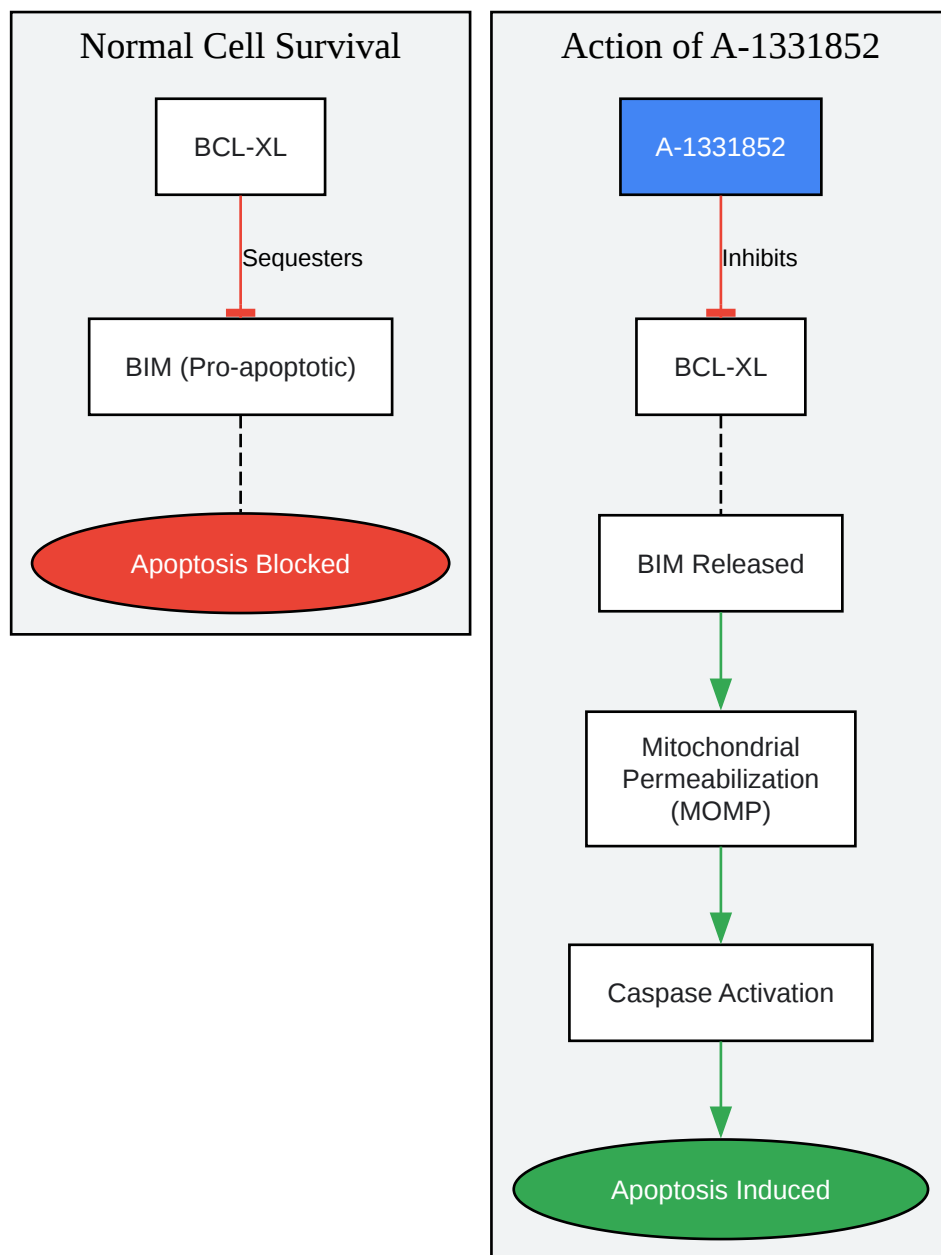 Normal Cell Survival
BCL-XL
Sequesters
BIM (Pro-apoptotic)
Apoptosis Blocked
Action of A-1331852
A-1331852
Inhibits
BCL-XL
BIM Released
Mitochondrial
Permeabilization
(MOMP)
Caspase Activation
Apoptosis Induced